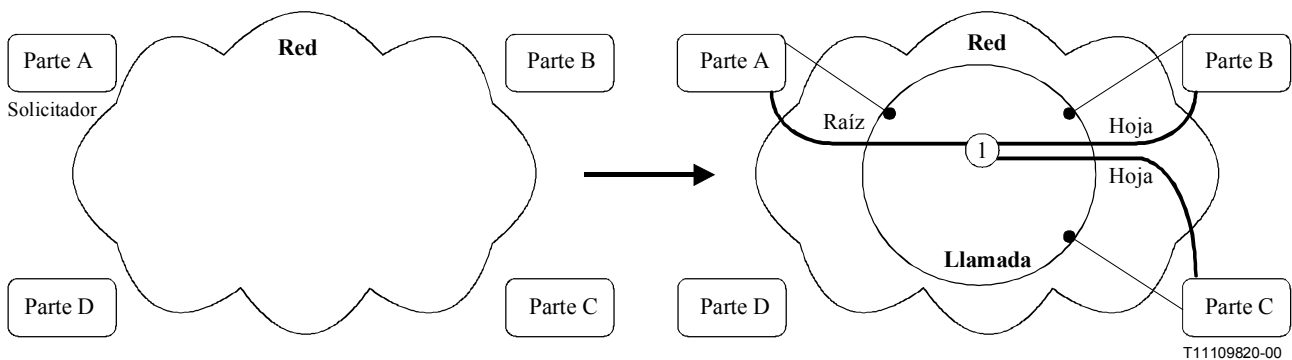 Parte A
Red
Parte B
Solicitador
Parte D
Parte C
Parte A
Red
Parte B
Raíz
Hoja
1
Hoja
Llamada
Parte D
Parte C
T11109820-00